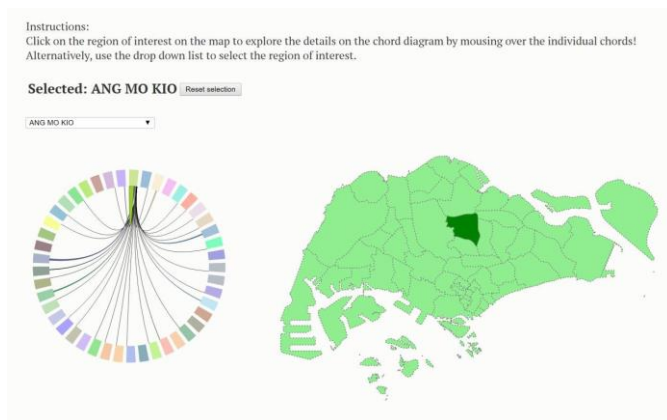 Instructions:
Click on the region of interest on the map to explore the details on the chord diagram by mousing over the individual chords!
Alternatively, use the drop down list to select the region of interest.
Selected: ANG MO KIO Reset selection
ANG MO KIO